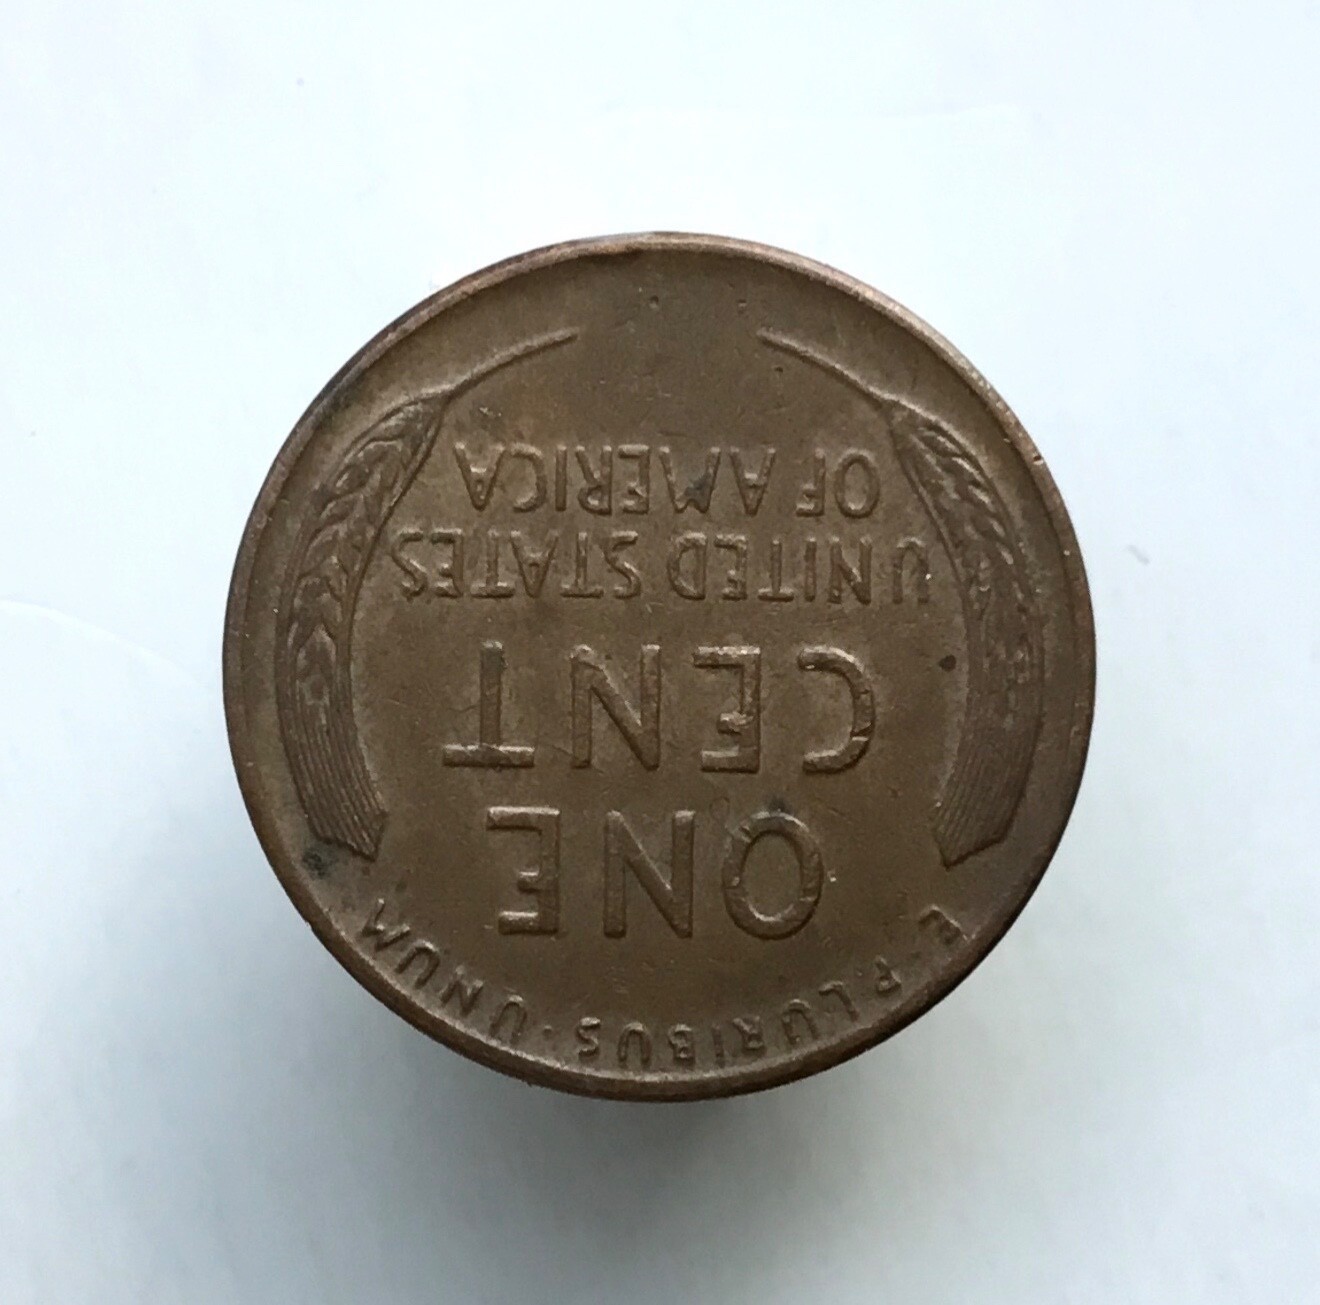 E · PLURIBUS · UNUM
ONE
CENT
UNITED STATES
OF AMERICA